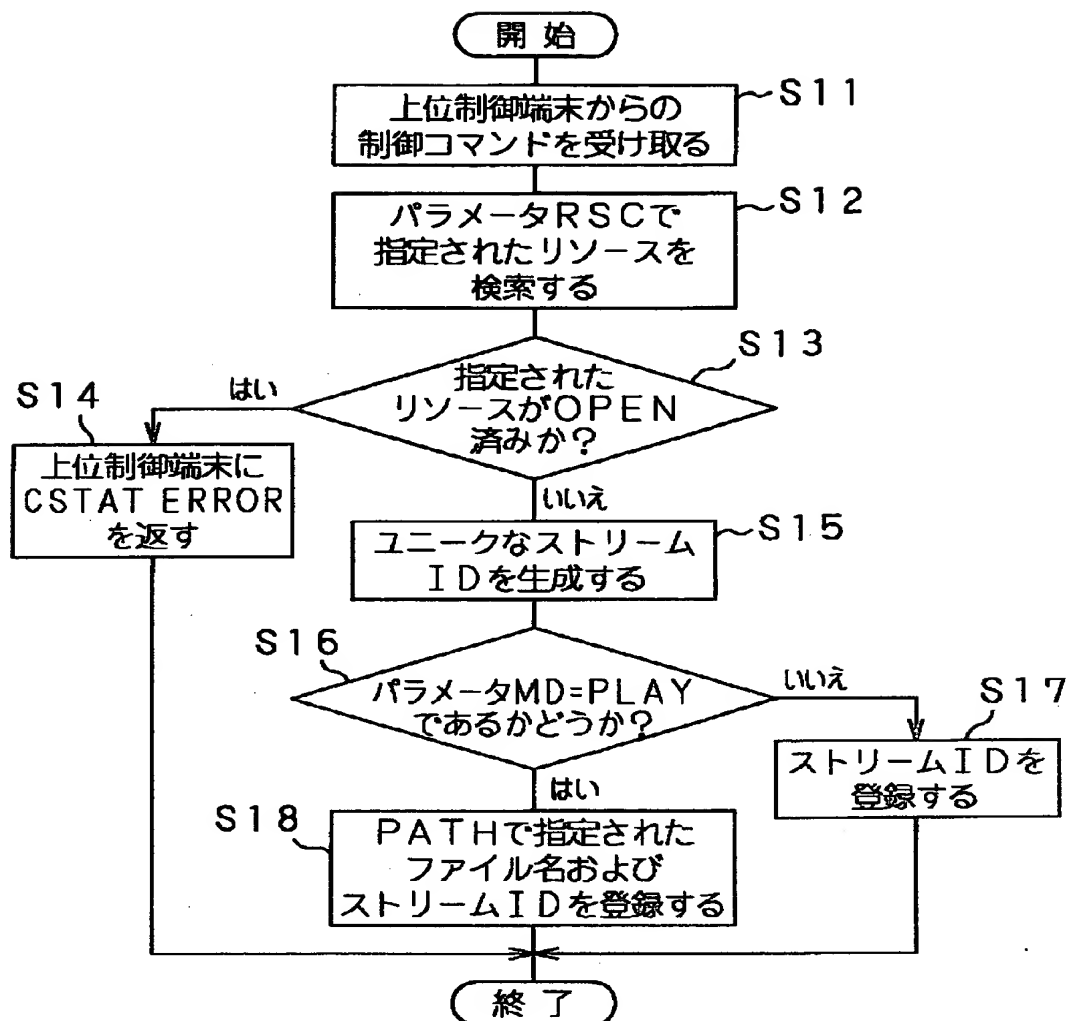 開始
上位制御端末からの
制御コマンドを受け取る
S11
パラメータRSCで
指定されたリソースを
検索する
S12
指定された
リソースがOPEN
済みか?
S13
はい
S14
上位制御端末に
CSTAT ERROR
を返す
いいえ
ユニークなストリーム
IDを生成する
S15
S16
パラメータMD=PLAY
であるかどうか?
いいえ
S17
ストリームIDを
登録する
はい
S18
PATHで指定された
ファイル名および
ストリームIDを登録する
終了